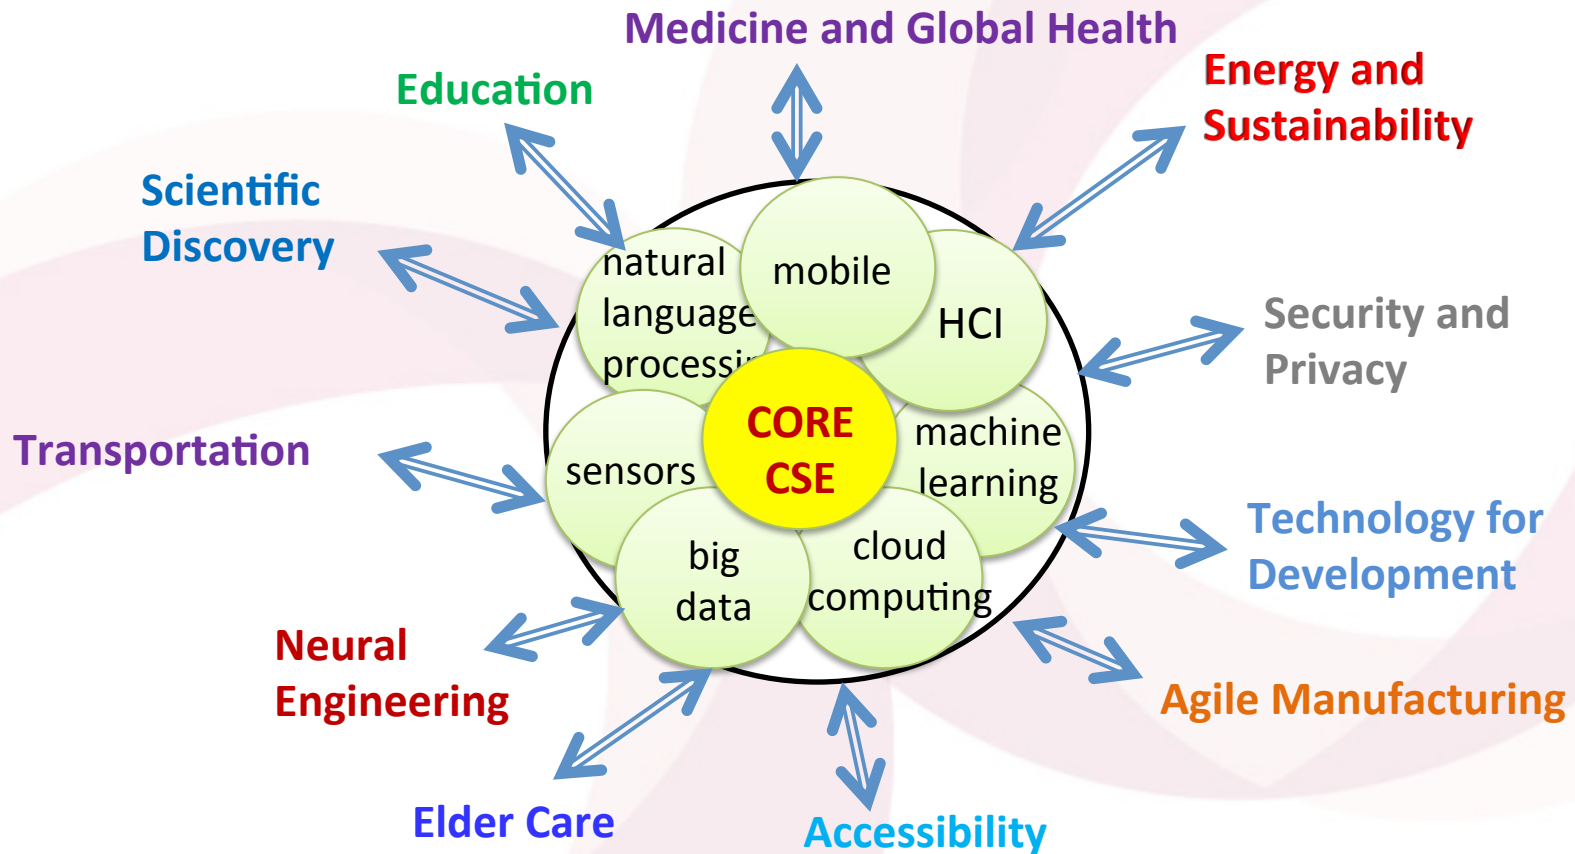 Medicine and Global Health
Education
Energy and
Sustainability
Scientific
Discovery
natural
language
processin
mobile
HCI
Security and
Privacy
Transportation
sensors
CORE
CSE
machine
learning
big
data
cloud
computing
Technology for
Development
Neural
Engineering
Agile Manufacturing
Elder Care
Accessibility